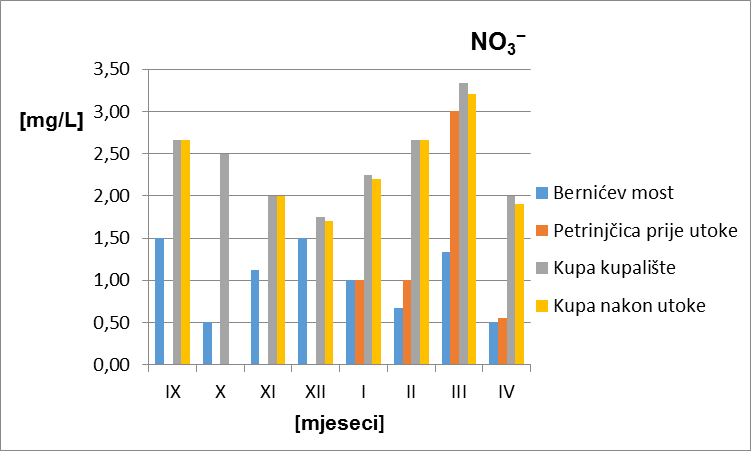 NO₃⁻
[mg/L]
3,50
3,00
2,50
2,00
1,50
1,00
0,50
0,00
IX X XI XII I II III IV
[mjeseci]
Bernićev most
Petrinjčica prije utoke
Kupa kupalište
Kupa nakon utoke